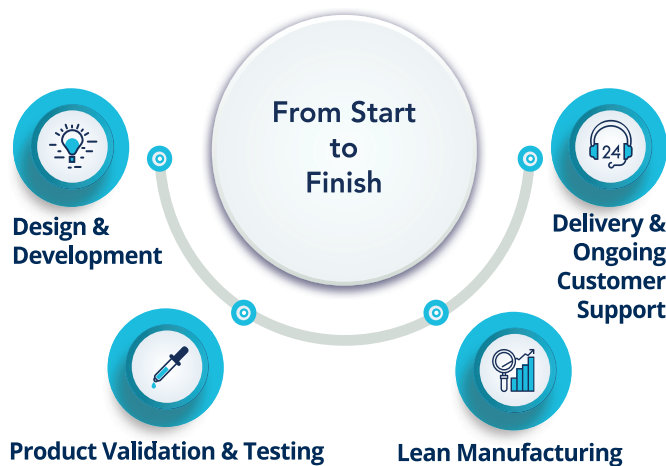 From Start
to
Finish
Design &
Development
Product Validation & Testing
Lean Manufacturing
24
Delivery &
Ongoing
Customer
Support